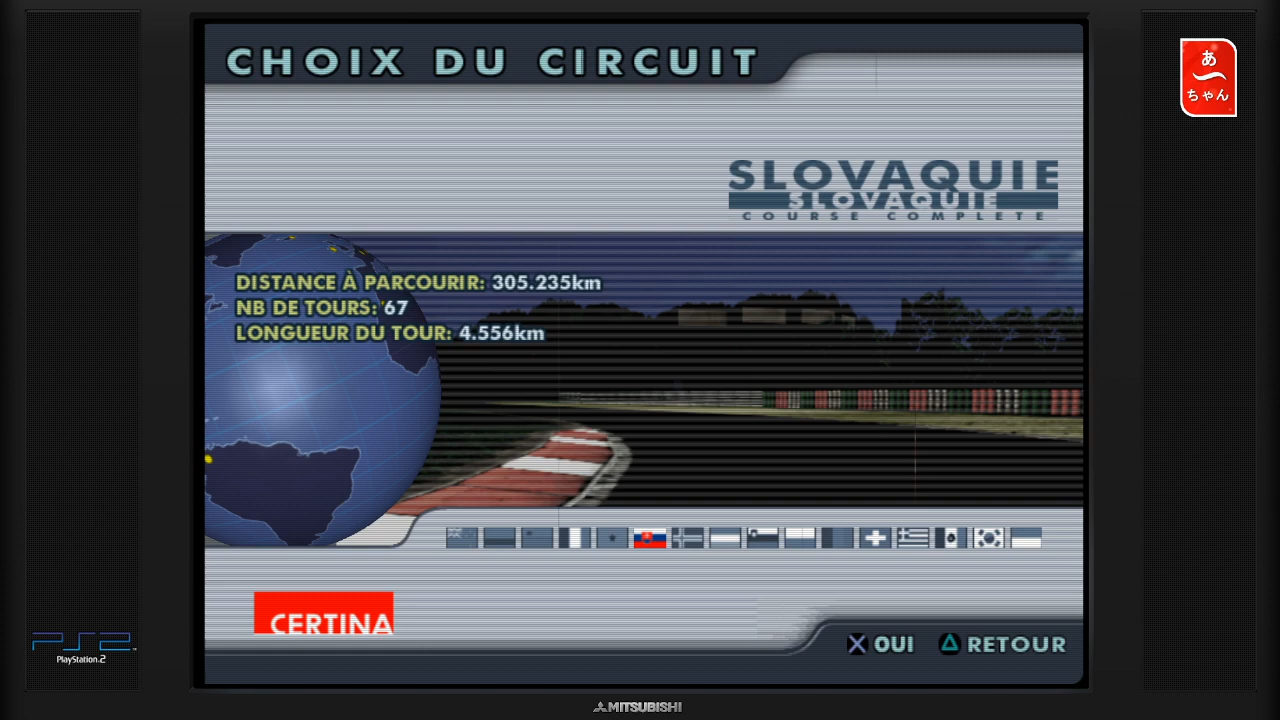 CHOIX DU CIRCUIT
あ
〜
ちゃん
SLOVAQUIE
SLOVAQUIE
COURSE COMPLETE
DISTANCE À PARCOURIR: 305.235km
NB DE TOURS: 67
LONGUEUR DU TOUR: 4.556km
CERTINA
OUI RETOUR
PS2
PlayStation.2
MITSUBISHI